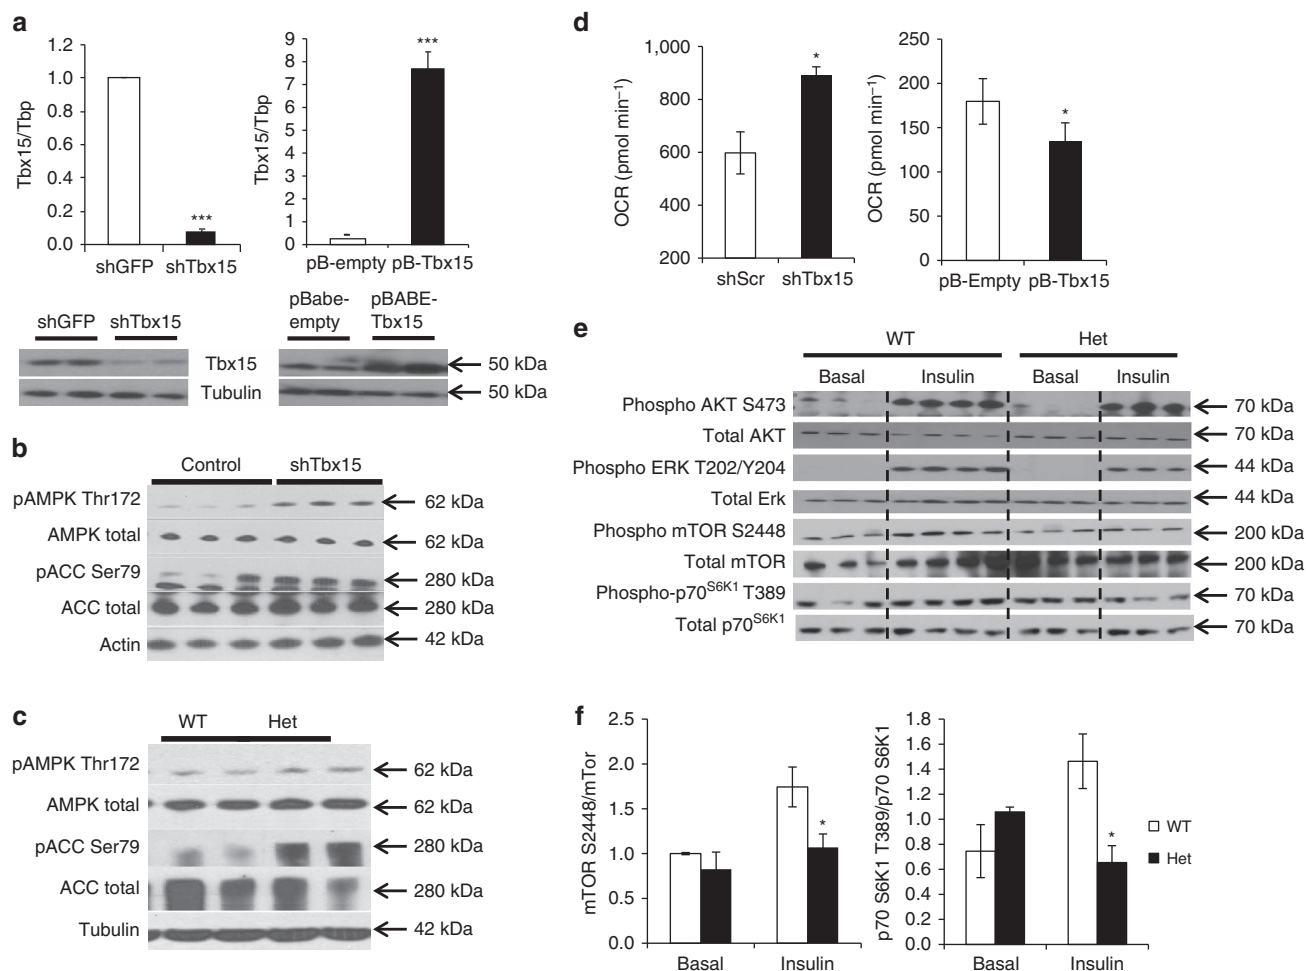 a
1.2
1.0
0.8
0.6
0.4
0.2
0.0
Tbx15/Tbp
***
shGFP shTbx15
9
8
7
6
5
4
3
2
1
0
Tbx15/Tbp
***
pB-empty pB-Tbx15
shGFP shTbx15
pBabe-empty
pBABE-Tbx15
Tbx15
50 kDa
Tubulin
50 kDa
b
Control shTbx15
pAMPK Thr172 62 kDa
AMPK total 62 kDa
pACC Ser79 280 kDa
ACC total 280 kDa
Actin 42 kDa
c
WT Het
pAMPK Thr172 62 kDa
AMPK total 62 kDa
pACC Ser79 280 kDa
ACC total 280 kDa
Tubulin 42 kDa
d
1,000
800
600
400
200
OCR (pmol min⁻¹)
*
shScr shTbx15
250
200
150
100
50
0
OCR (pmol min⁻¹)
*
pB-Empty pB-Tbx15
e
WT Het
Basal Insulin Basal Insulin
Phospho AKT S473 70 kDa
Total AKT 70 kDa
Phospho ERK T202/Y204 44 kDa
Total Erk 44 kDa
Phospho mTOR S2448 200 kDa
Total mTOR 200 kDa
Phospho-p70S6K1 T389 70 kDa
Total p70S6K1 70 kDa
f
2.5
2.0
1.5
1.0
0.5
0.0
mTOR S2448/mTor
*
Basal Insulin
1.8
1.6
1.4
1.2
1.0
0.8
0.6
0.4
0.2
0.0
p70 S6K1 T389/p70 S6K1
*
Basal Insulin
WT
Het